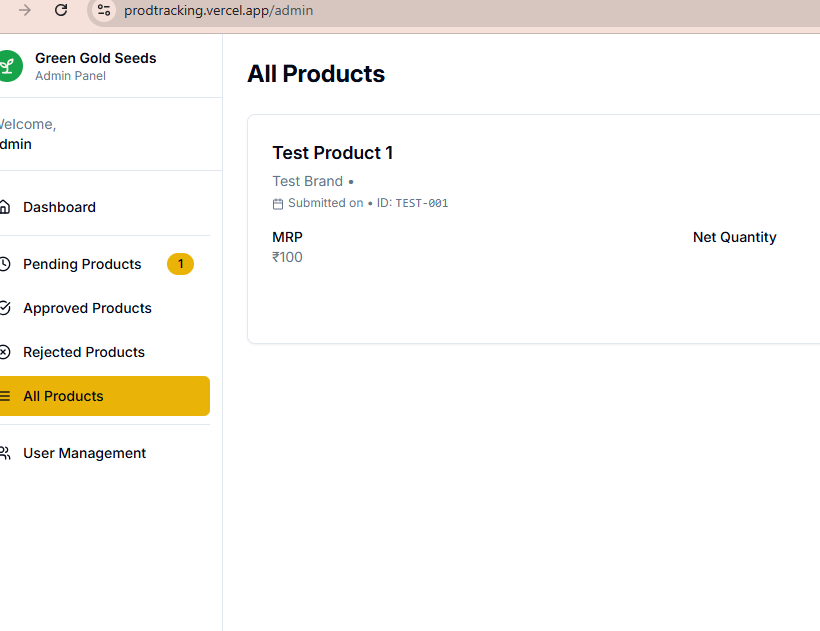 prodtracking.vercel.app/admin
Green Gold Seeds
Admin Panel
elcome,
dmin
Dashboard
Pending Products 1
Approved Products
Rejected Products
All Products
User Management
All Products
Test Product 1
Test Brand •
Submitted on • ID: TEST-001
MRP
Net Quantity
₹100